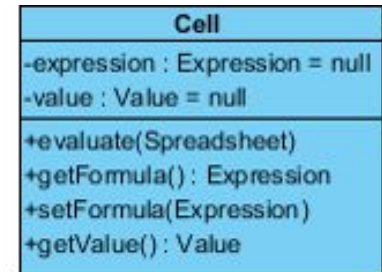 Cell
-expression : Expression = null
-value : Value = null
+evaluate(Spreadsheet)
+getFormula() : Expression
+setFormula(Expression)
+getValue() : Value